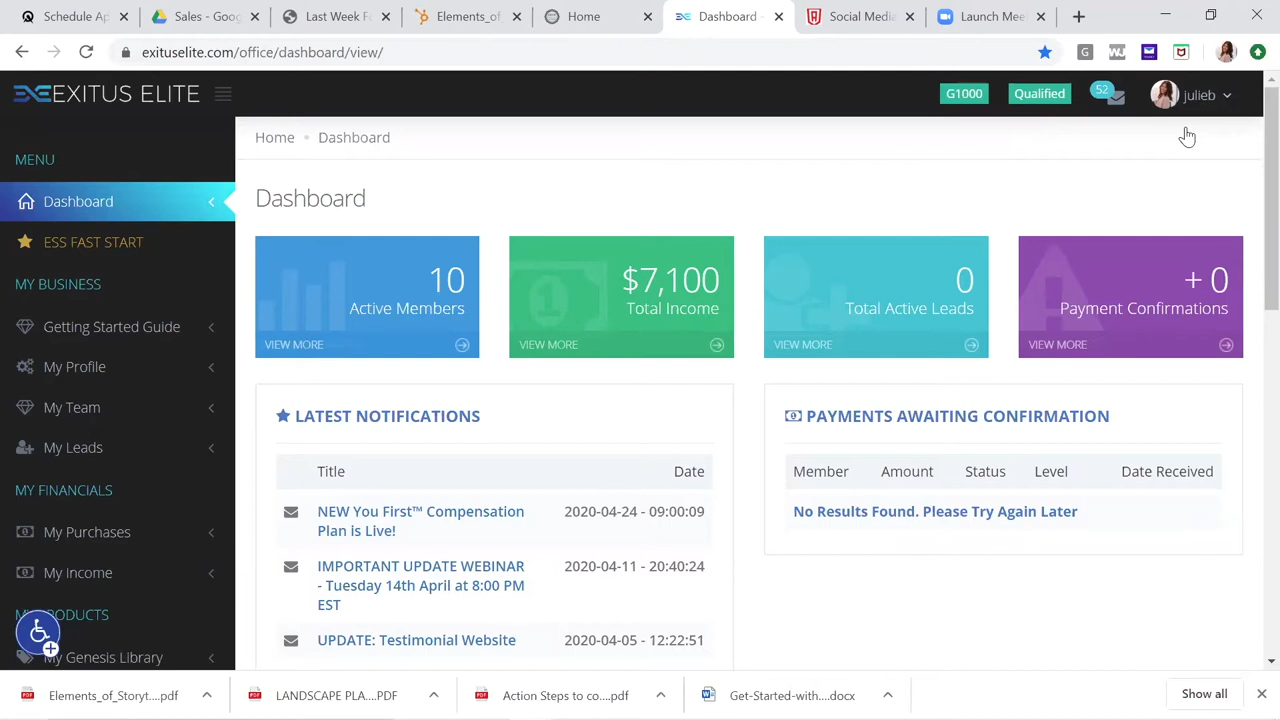 Schedule Ap
Sales - Goog
Last Week Fo
Elements_of
Home
Dashboard
Social Media
Launch Mee
exituselite.com/office/dashboard/view/
EXITUS ELITE
G1000
Qualified
52
julieb
Home
Dashboard
MENU
Dashboard
ESS FAST START
MY BUSINESS
Getting Started Guide
My Profile
My Team
My Leads
MY FINANCIALS
My Purchases
My Income
MY PRODUCTS
My Genesis Library
Dashboard
10
Active Members
VIEW MORE
$7,100
Total Income
VIEW MORE
0
Total Active Leads
VIEW MORE
+ 0
Payment Confirmations
VIEW MORE
LATEST NOTIFICATIONS
Title Date
NEW You First™ Compensation 2020-04-24 - 09:00:09
Plan is Live!
IMPORTANT UPDATE WEBINAR 2020-04-11 - 20:40:24
- Tuesday 14th April at 8:00 PM
EST
UPDATE: Testimonial Website 2020-04-05 - 12:22:51
PAYMENTS AWAITING CONFIRMATION
Member Amount Status Level Date Received
No Results Found. Please Try Again Later
Elements_of_Storyt....pdf
LANDSCAPE PLA....PDF
Action Steps to co....pdf
Get-Started-with....docx
Show all